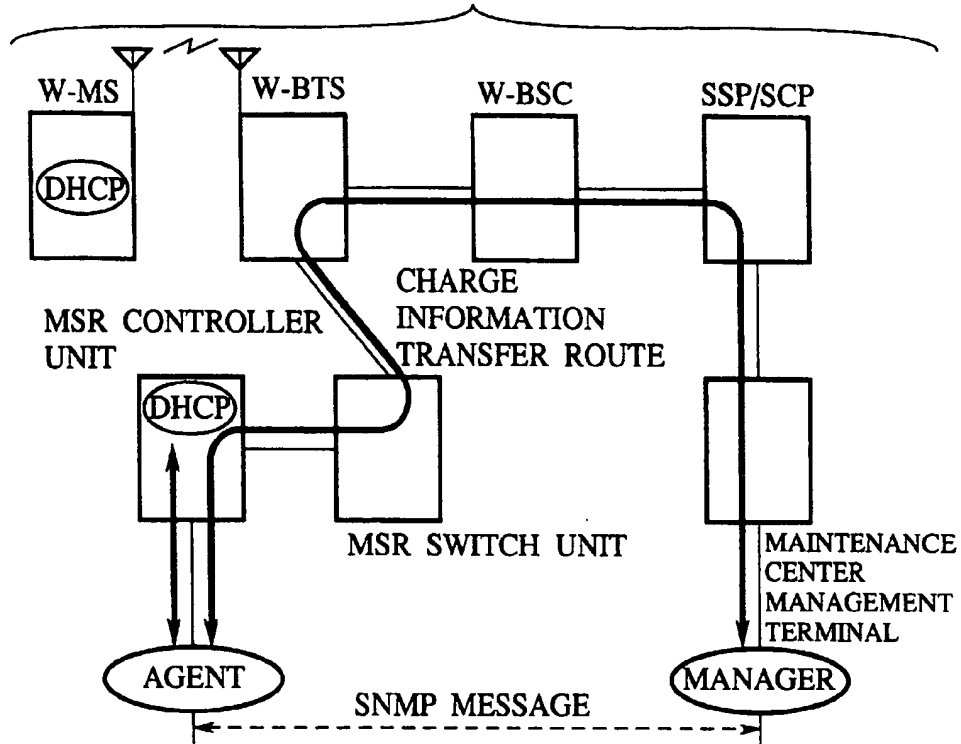 W-MS
W-BTS
W-BSC
SSP/SCP
DHCP
CHARGE
INFORMATION
TRANSFER ROUTE
MSR CONTROLLER
UNIT
DHCP
MSR SWITCH UNIT
MAINTENANCE
CENTER
MANAGEMENT
TERMINAL
AGENT
MANAGER
SNMP MESSAGE